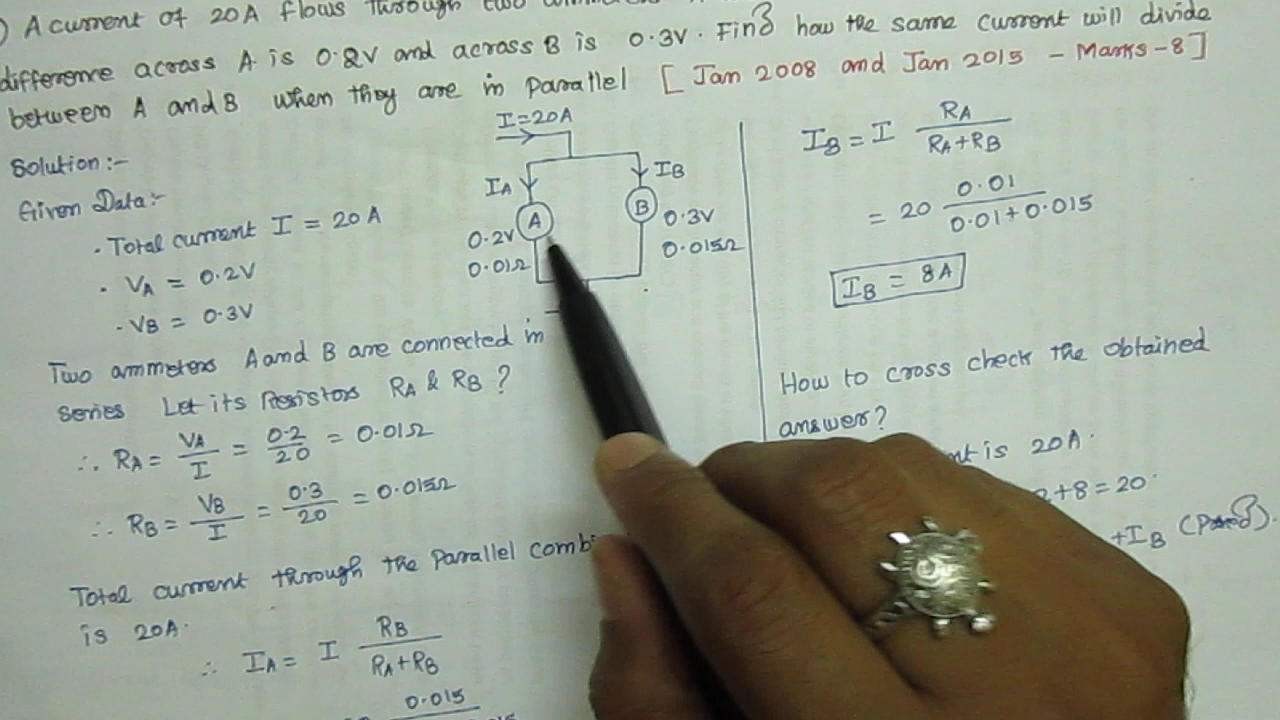 ) A current of 20A flows through two
difference across A is 0.2V and across B is 0.3V. Find how the same current will divide
between A and B when they are in Parallel [Jan 2008 and Jan 2015 - Marks-8]
Solution:-
Given Data:-
. Total current I = 20A
. VA = 0.2V
. VB = 0.3V
Two ammeters A and B are connected in
series Let its Resistors RA & RB ?
∴ RA = VA / I = 0.2 / 20 = 0.01Ω
∴ RB = VB / I = 0.3 / 20 = 0.015Ω
Total current through the Parallel
is 20A.
∴ IA = I RB / RA+RB
0.015
I=20A
IA
IB
A
B
0.2V
0.01Ω
0.3V
0.015Ω
IB = I RA / RA+RB
= 20 0.01 / 0.01+0.015
IB = 8A
How to cross check the obtained
answer?
is 20A.
+8=20.
+IB